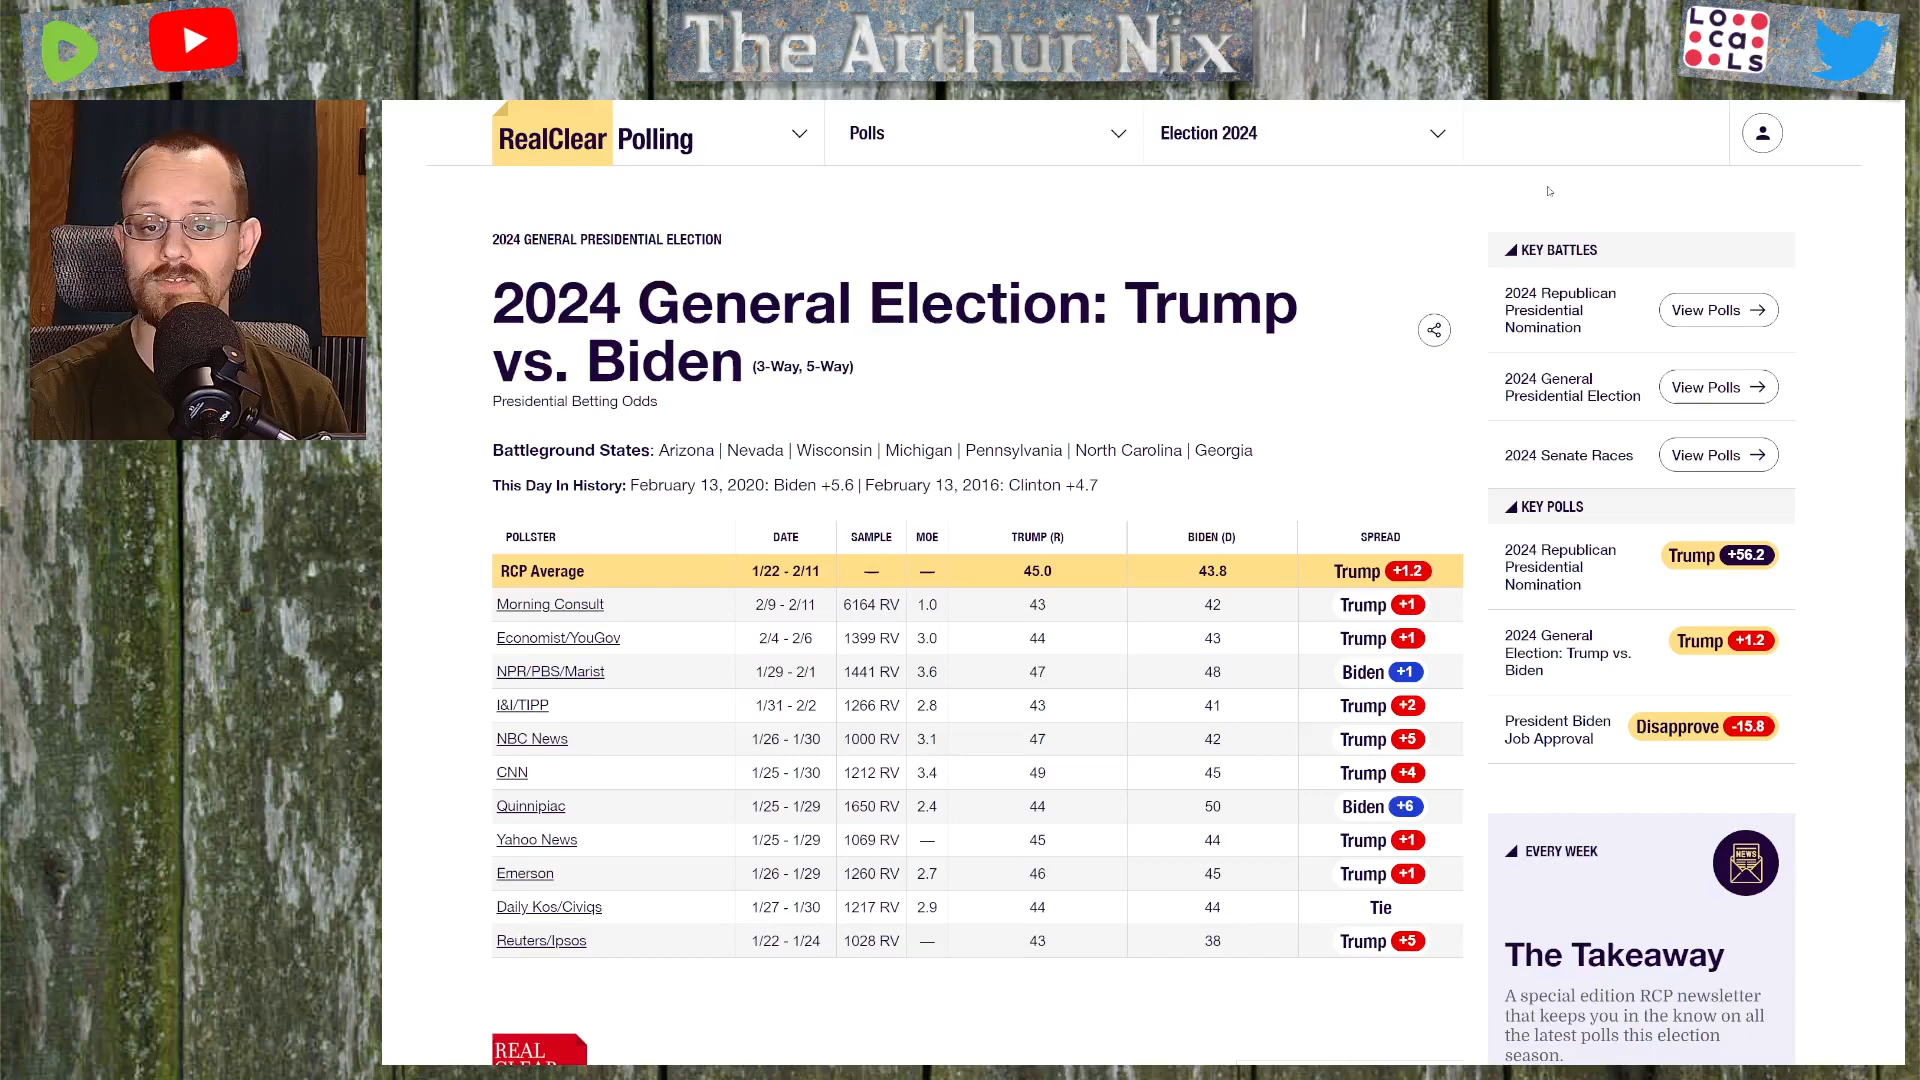 The Arthur Nix
LOcaLS
RealClear Polling
Polls
Election 2024
2024 GENERAL PRESIDENTIAL ELECTION
2024 General Election: Trump
vs. Biden (3-Way, 5-Way)
Presidential Betting Odds
Battleground States: Arizona | Nevada | Wisconsin | Michigan | Pennsylvania | North Carolina | Georgia
This Day In History: February 13, 2020: Biden +5.6 | February 13, 2016: Clinton +4.7
POLLSTER DATE SAMPLE MOE TRUMP (R) BIDEN (D) SPREAD
RCP Average 1/22 - 2/11 — — 45.0 43.8 Trump +1.2
Morning Consult 2/9 - 2/11 6164 RV 1.0 43 42 Trump +1
Economist/YouGov 2/4 - 2/6 1399 RV 3.0 44 43 Trump +1
NPR/PBS/Marist 1/29 - 2/1 1441 RV 3.6 47 48 Biden +1
I&I/TIPP 1/31 - 2/2 1266 RV 2.8 43 41 Trump +2
NBC News 1/26 - 1/30 1000 RV 3.1 47 42 Trump +5
CNN 1/25 - 1/30 1212 RV 3.4 49 45 Trump +4
Quinnipiac 1/25 - 1/29 1650 RV 2.4 44 50 Biden +6
Yahoo News 1/25 - 1/29 1069 RV — 45 44 Trump +1
Emerson 1/26 - 1/29 1260 RV 2.7 46 45 Trump +1
Daily Kos/Civiqs 1/27 - 1/30 1217 RV 2.9 44 44 Tie
Reuters/Ipsos 1/22 - 1/24 1028 RV — 43 38 Trump +5
REAL
CLEAR
KEY BATTLES
2024 Republican
Presidential
Nomination
View Polls →
2024 General
Presidential Election
View Polls →
2024 Senate Races
View Polls →
KEY POLLS
2024 Republican
Presidential
Nomination
Trump +56.2
2024 General
Election: Trump vs.
Biden
Trump +1.2
President Biden
Job Approval
Disapprove -15.8
EVERY WEEK
NEWS
The Takeaway
A special edition RCP newsletter
that keeps you in the know on all
the latest polls this election
season.